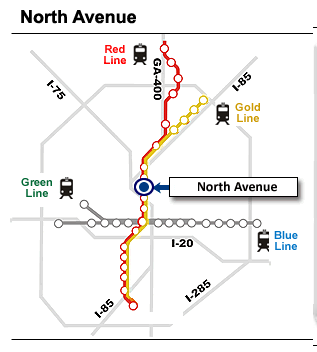 North Avenue
Red
Line
GA-400
I-75
I-85
Gold
Line
Green
Line
North Avenue
Blue
Line
I-20
I-85
I-285